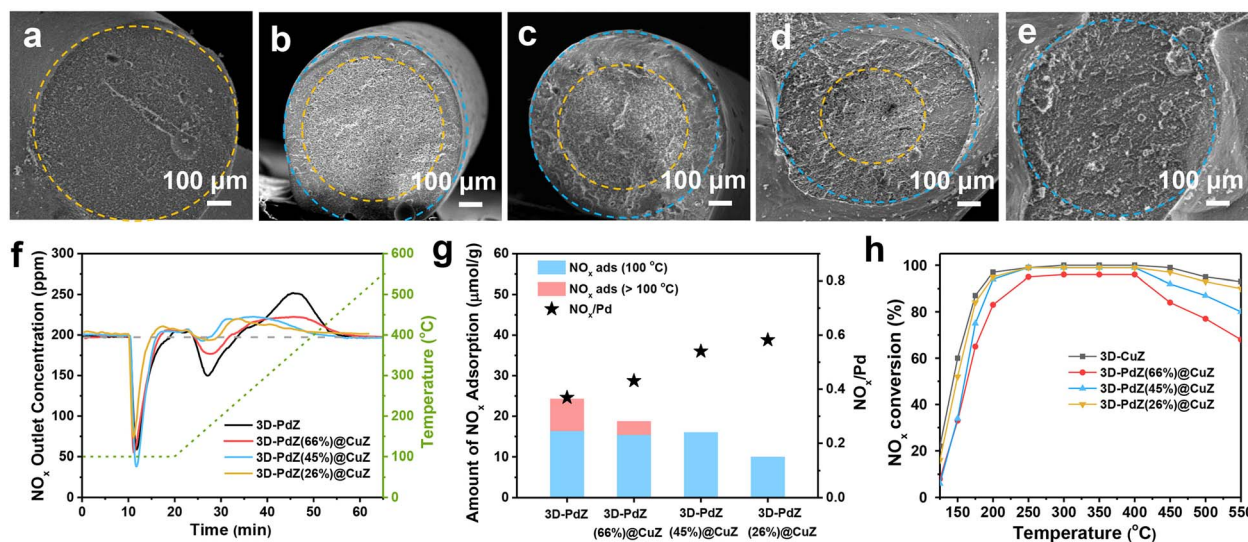 a
100 µm
b
100 µm
c
100 µm
d
100 µm
e
100 µm
f
NOx Outlet Concentration (ppm)
300
250
200
150
100
50
0
600
500
400
300
200
100
0
Temperature (°C)
3D-PdZ
3D-PdZ(66%)@CuZ
3D-PdZ(45%)@CuZ
3D-PdZ(26%)@CuZ
0 10 20 30 40 50 60
Time (min)
g
Amount of NOx Adsorption (µmol/g)
60
50
40
30
20
10
0
NOx ads (100 °C)
NOx ads (> 100 °C)
NOx/Pd
0.8
0.6
0.4
0.2
0.0
NOx/Pd
3D-PdZ 3D-PdZ 3D-PdZ 3D-PdZ
(66%)@CuZ (45%)@CuZ (26%)@CuZ
h
NOx conversion (%)
100
80
60
40
20
0
3D-CuZ
3D-PdZ(66%)@CuZ
3D-PdZ(45%)@CuZ
3D-PdZ(26%)@CuZ
150 200 250 300 350 400 450 500 550
Temperature (°C)